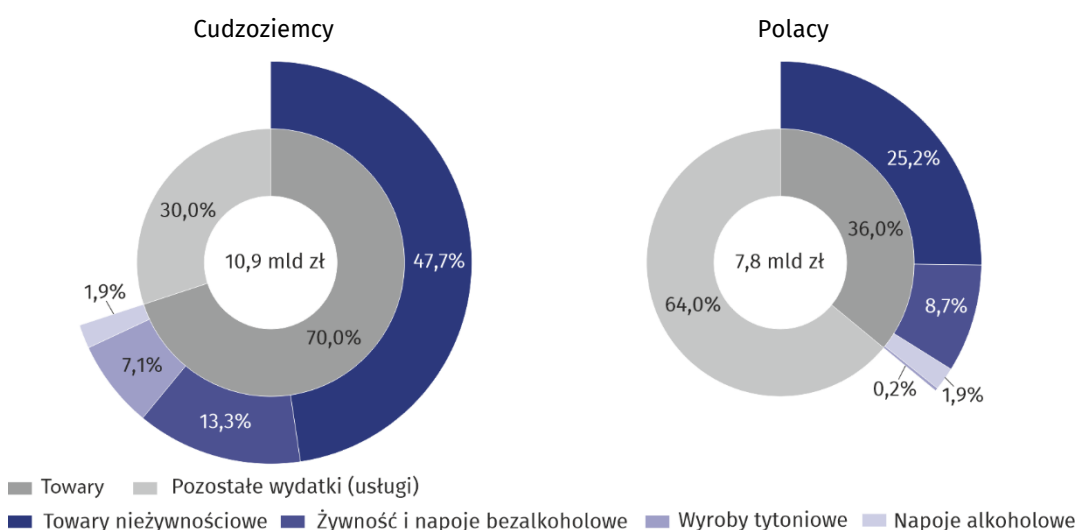 Cudzoziemcy
Polacy
30,0%
10,9 mld zł
47,7%
1,9%
70,0%
7,1%
13,3%
25,2%
36,0%
7,8 mld zł
64,0%
8,7%
0,2%
1,9%
Towary Pozostałe wydatki (usługi)
Towary nieżywnościowe Żywność i napoje bezalkoholowe Wyroby tytoniowe Napoje alkoholowe